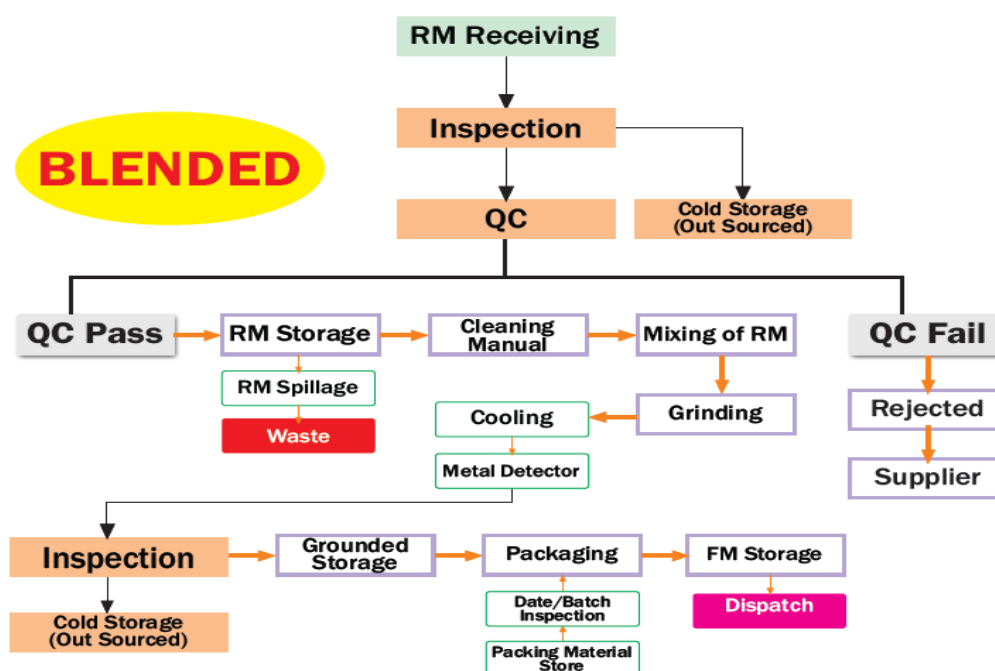 RM Receiving
BLENDED
Inspection
QC
Cold Storage
(Out Sourced)
QC Pass
RM Storage
Cleaning
Manual
Mixing of RM
QC Fail
RM Spillage
Waste
Cooling
Grinding
Rejected
Metal Detector
Supplier
Inspection
Grounded
Storage
Packaging
FM Storage
Cold Storage
(Out Sourced)
Date/Batch
Inspection
Dispatch
Packing Material
Store